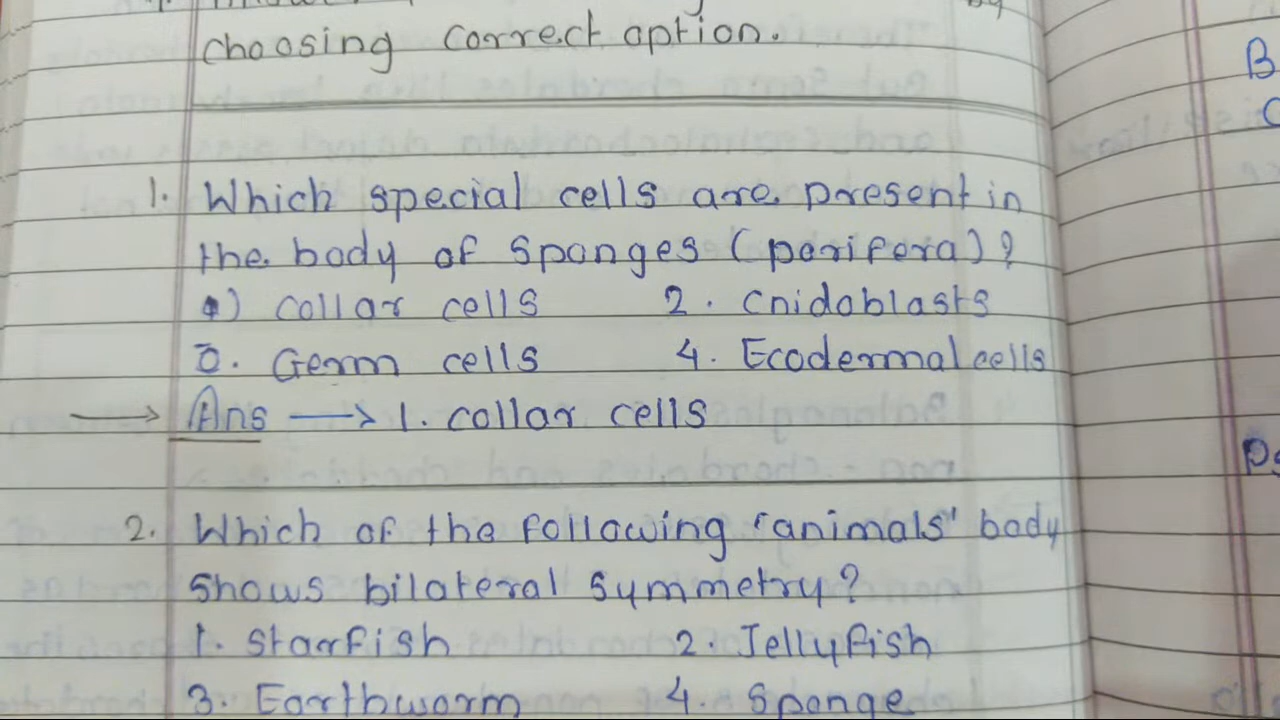 choosing correct option.
1. Which special cells are present in
the body of sponges (porifera)?
1) collar cells 2. Cnidoblasts
3. Germ cells 4. Ecodermal cells
Ans → 1. collar cells
2. Which of the following 'animals' body
shows bilateral symmetry?
1. Starfish 2. Jellyfish
3. Earthworm 4. Sponge
B
C